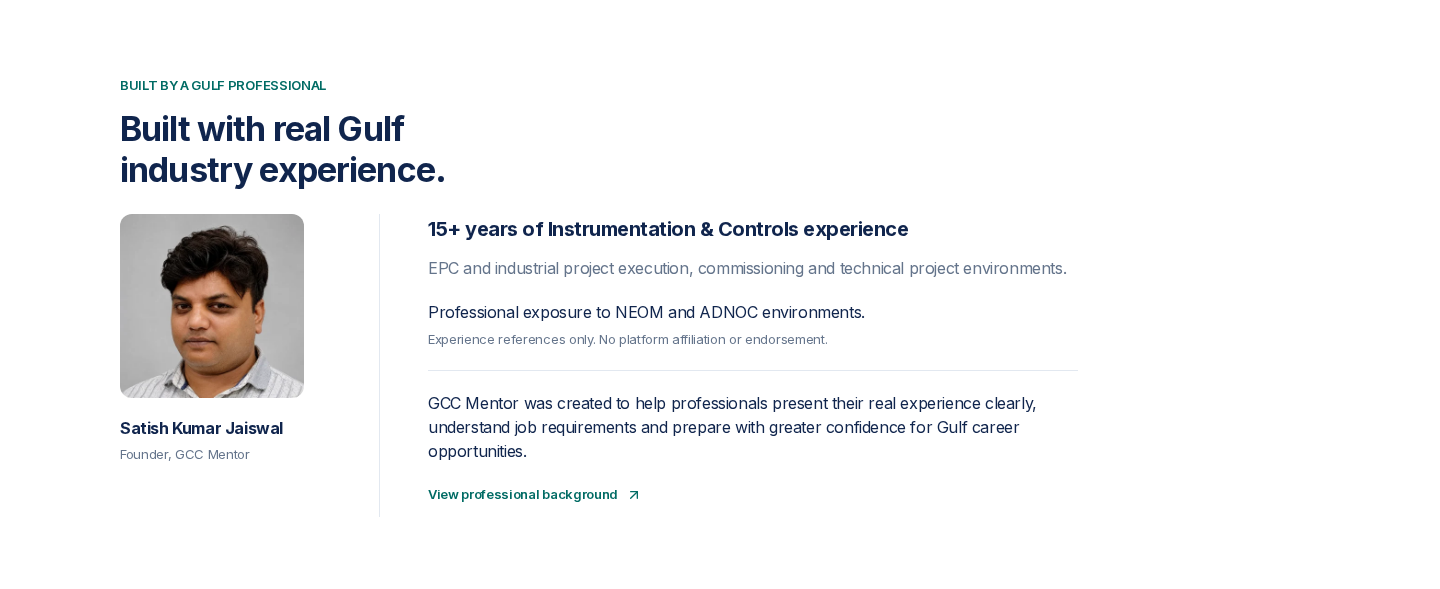 BUILT BY A GULF PROFESSIONAL
Built with real Gulf
industry experience.
Satish Kumar Jaiswal
Founder, GCC Mentor
15+ years of Instrumentation & Controls experience
EPC and industrial project execution, commissioning and technical project environments.
Professional exposure to NEOM and ADNOC environments.
Experience references only. No platform affiliation or endorsement.
GCC Mentor was created to help professionals present their real experience clearly,
understand job requirements and prepare with greater confidence for Gulf career
opportunities.
View professional background